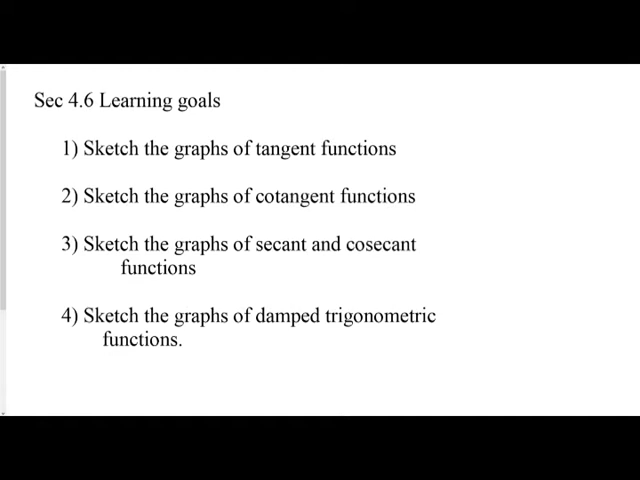 Sec 4.6 Learning goals
1) Sketch the graphs of tangent functions
2) Sketch the graphs of cotangent functions
3) Sketch the graphs of secant and cosecant
functions
4) Sketch the graphs of damped trigonometric
functions.